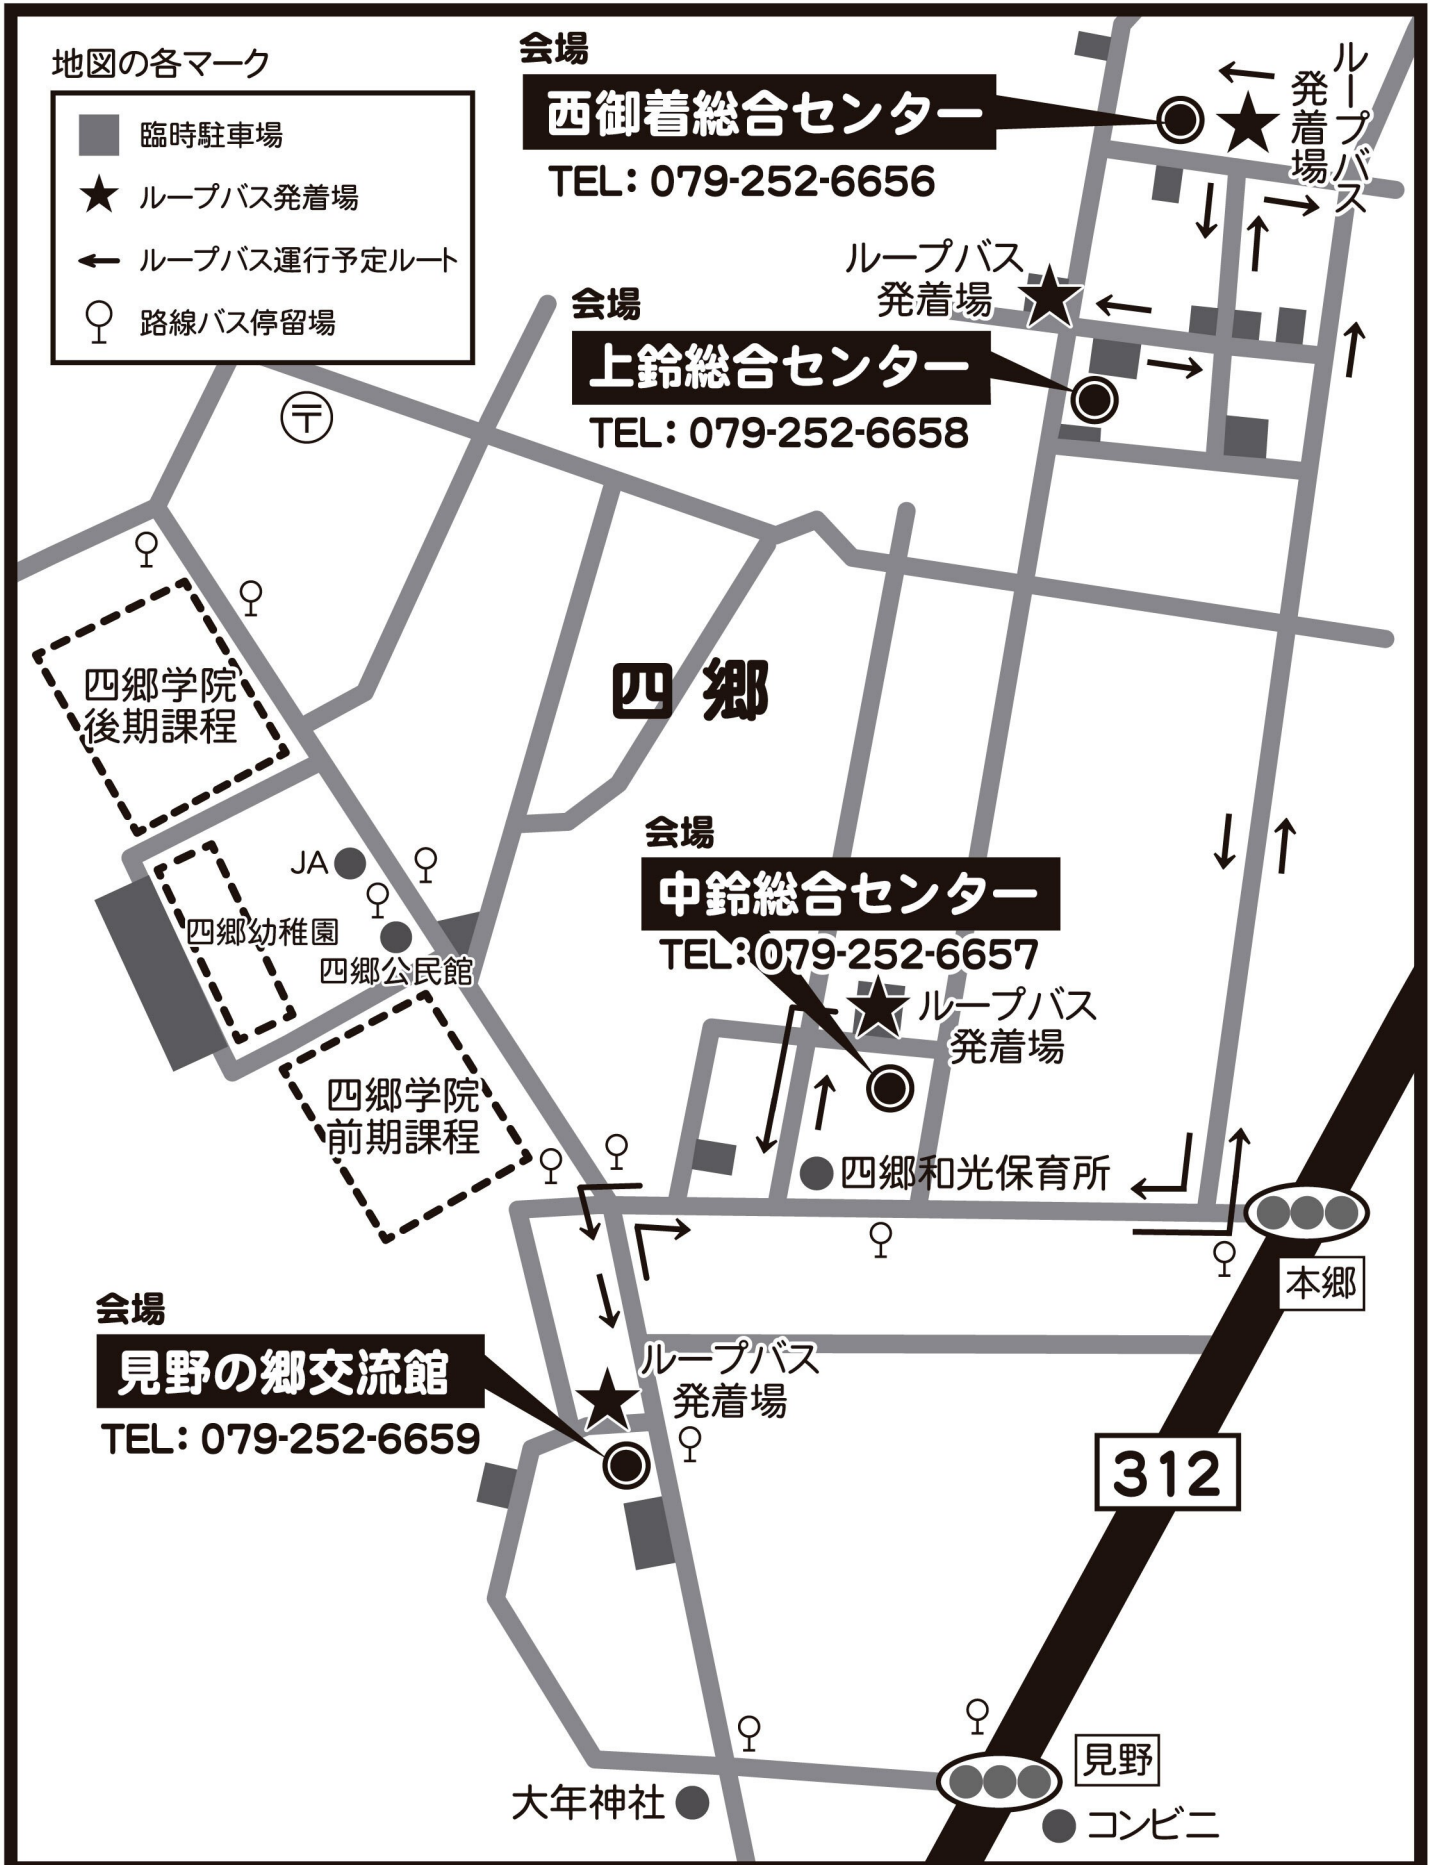 地図の各マーク
臨時駐車場
ループバス発着場
ループバス運行予定ルート
路線バス停留場
会場
西御着総合センター
TEL: 079-252-6656
ループバス
発着場
ループバス
発着場
会場
上鈴総合センター
TEL: 079-252-6658
〒
四郷学院
後期課程
四郷
JA
四郷幼稚園
四郷公民館
会場
中鈴総合センター
TEL: 079-252-6657
ループバス
発着場
四郷学院
前期課程
四郷和光保育所
本郷
会場
見野の郷交流館
TEL: 079-252-6659
ループバス
発着場
312
見野
大年神社
コンビニ